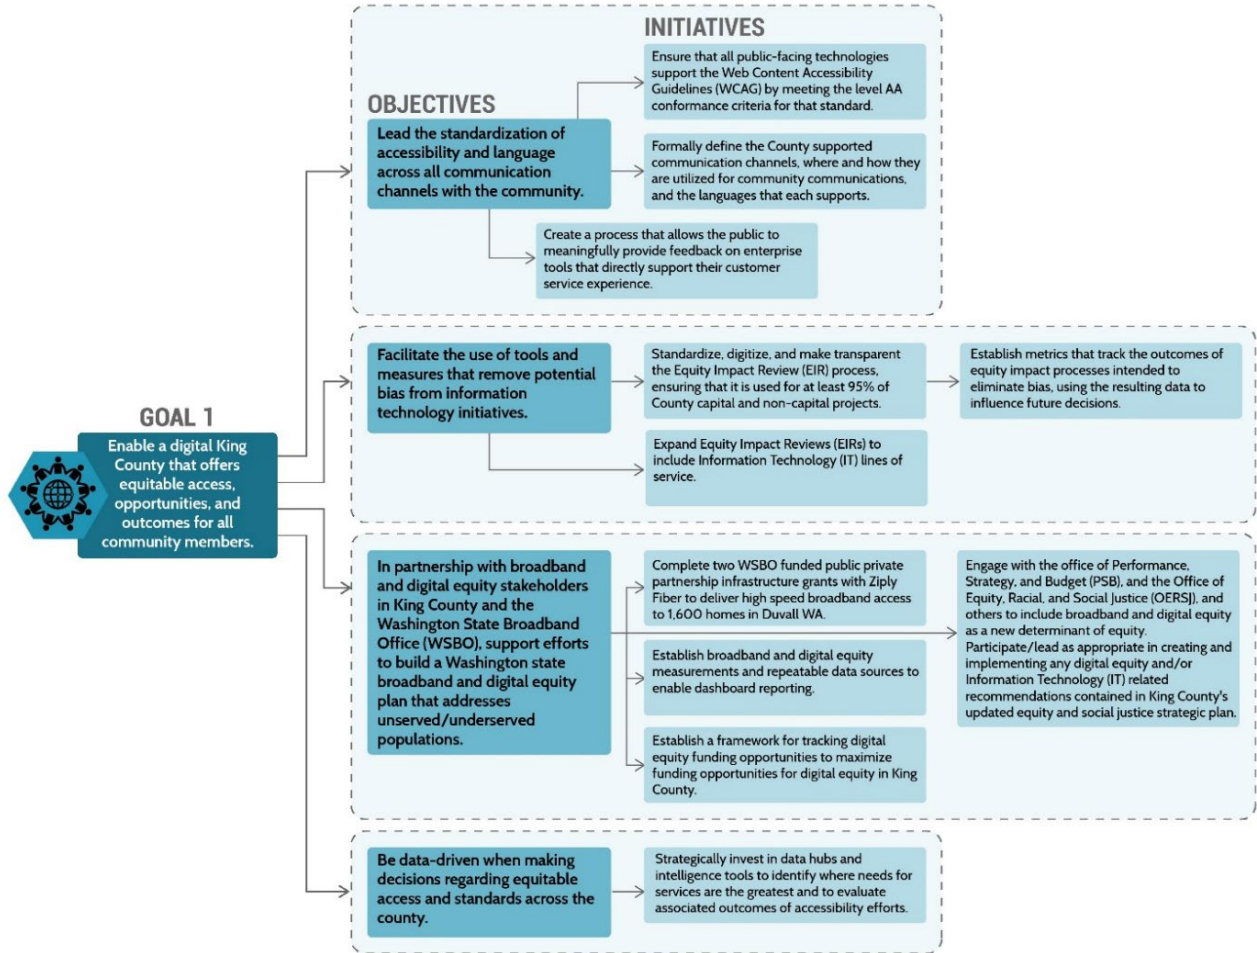 INITIATIVES
Ensure that all public-facing technologies
support the Web Content Accessibility
Guidelines (WCAG) by meeting the level AA
conformance criteria for that standard.
OBJECTIVES
Lead the standardization of
accessibility and language
across all communication
channels with the community.
Formally define the County supported
communication channels, where and how they
are utilized for community communications,
and the languages that each supports.
Create a process that allows the public to
meaningfully provide feedback on enterprise
tools that directly support their customer
service experience.
Facilitate the use of tools and
measures that remove potential
bias from information
technology initiatives.
Standardize, digitize, and make transparent
the Equity Impact Review (EIR) process,
ensuring that it is used for at least 95% of
County capital and non-capital projects.
Establish metrics that track the outcomes of
equity impact processes intended to
eliminate bias, using the resulting data to
influence future decisions.
Expand Equity Impact Reviews (EIRs) to
include Information Technology (IT) lines of
service.
GOAL 1
Enable a digital King
County that offers
equitable access,
opportunities, and
outcomes for all
community members.
In partnership with broadband
and digital equity stakeholders
in King County and the
Washington State Broadband
Office (WSBO), support efforts
to build a Washington state
broadband and digital equity
plan that addresses
unserved/underserved
populations.
Complete two WSBO funded public private
partnership infrastructure grants with Ziply
Fiber to deliver high speed broadband access
to 1,600 homes in Duvall WA.
Establish broadband and digital equity
measurements and repeatable data sources to
enable dashboard reporting.
Establish a framework for tracking digital
equity funding opportunities to maximize
funding opportunities for digital equity in King
County.
Engage with the office of Performance,
Strategy, and Budget (PSB), and the Office of
Equity, Racial, and Social Justice (OERSJ), and
others to include broadband and digital equity
as a new determinant of equity.
Participate/lead as appropriate in creating and
implementing any digital equity and/or
Information Technology (IT) related
recommendations contained in King County's
updated equity and social justice strategic plan.
Be data-driven when making
decisions regarding equitable
access and standards across the
county.
Strategically invest in data hubs and
intelligence tools to identify where needs for
services are the greatest and to evaluate
associated outcomes of accessibility efforts.